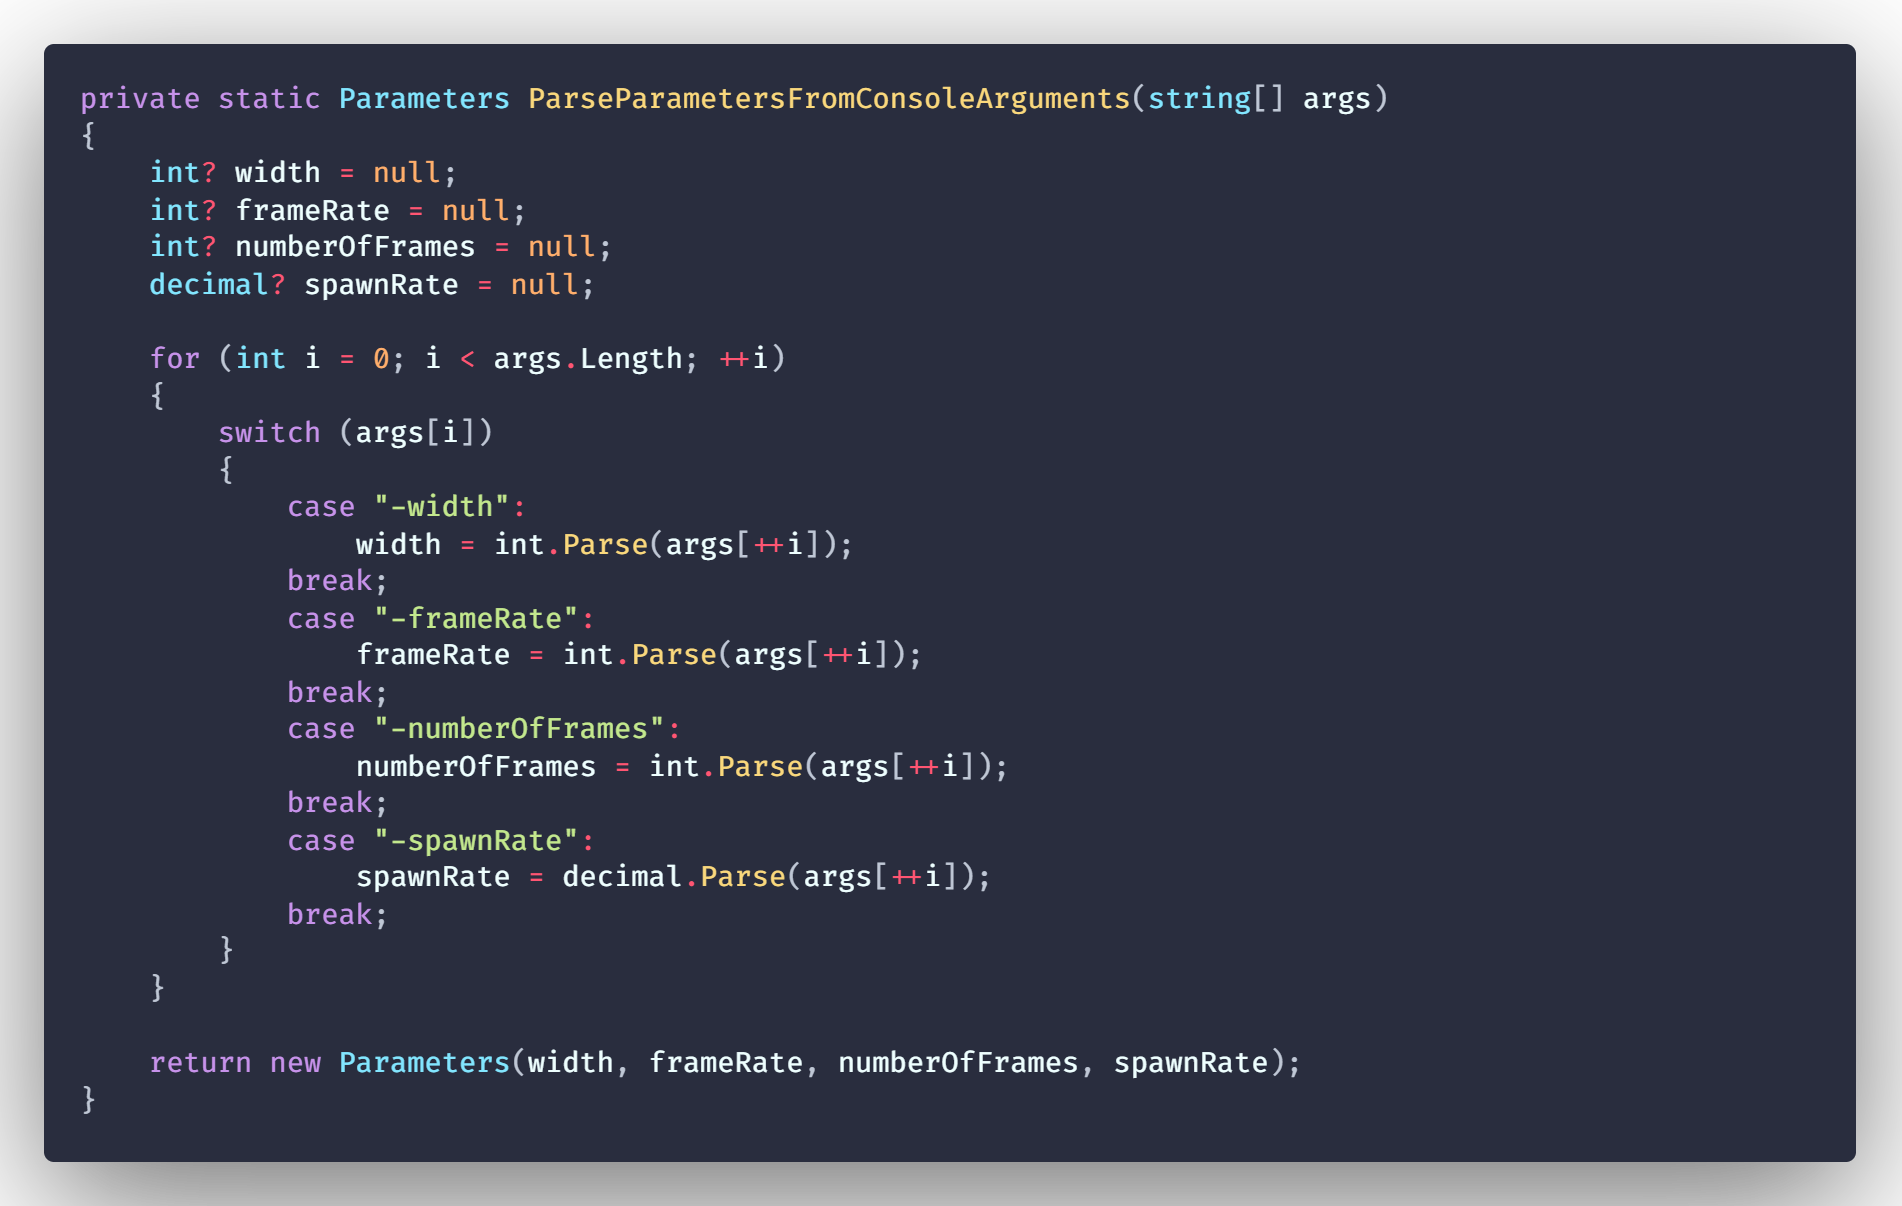 private static Parameters ParseParametersFromConsoleArguments(string[] args)
{
    int? width = null;
    int? frameRate = null;
    int? numberOfFrames = null;
    decimal? spawnRate = null;

    for (int i = 0; i < args.Length; ++i)
    {
        switch (args[i])
        {
            case "-width":
                width = int.Parse(args[++i]);
            break;
            case "-frameRate":
                frameRate = int.Parse(args[++i]);
            break;
            case "-numberOfFrames":
                numberOfFrames = int.Parse(args[++i]);
            break;
            case "-spawnRate":
                spawnRate = decimal.Parse(args[++i]);
            break;
        }
    }

    return new Parameters(width, frameRate, numberOfFrames, spawnRate);
}